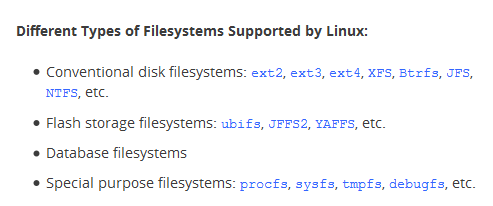 Different Types of Filesystems Supported by Linux:
• Conventional disk filesystems: ext2, ext3, ext4, XFS, Btrfs, JFS,
NTFS, etc.
• Flash storage filesystems: ubifs, JFFS2, YAFFS, etc.
• Database filesystems
• Special purpose filesystems: procfs, sysfs, tmpfs, debugfs, etc.